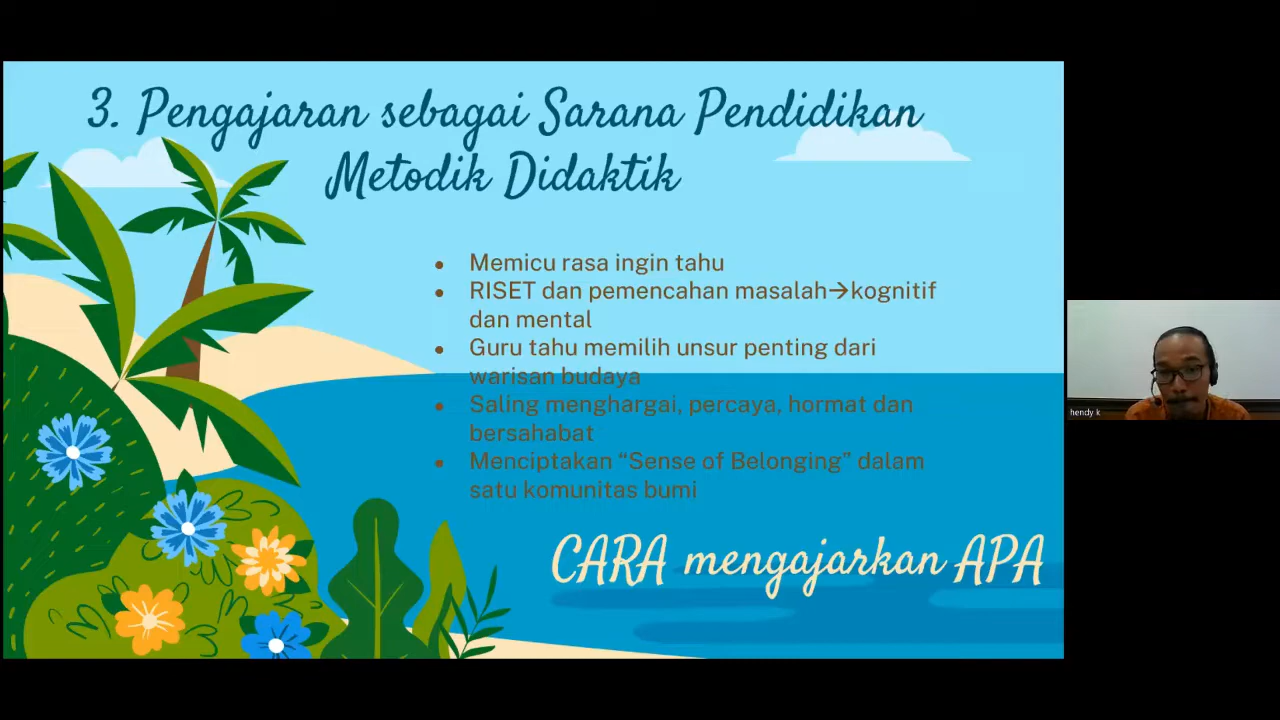 3. Pengajaran sebagai Sarana Pendidikan
Metodik Didaktik
• Memicu rasa ingin tahu
• RISET dan pemencahan masalah→kognitif
dan mental
• Guru tahu memilih unsur penting dari
warisan budaya
• Saling menghargai, percaya, hormat dan
bersahabat
• Menciptakan “Sense of Belonging” dalam
satu komunitas bumi
CARA mengajarkan APA
hendy k